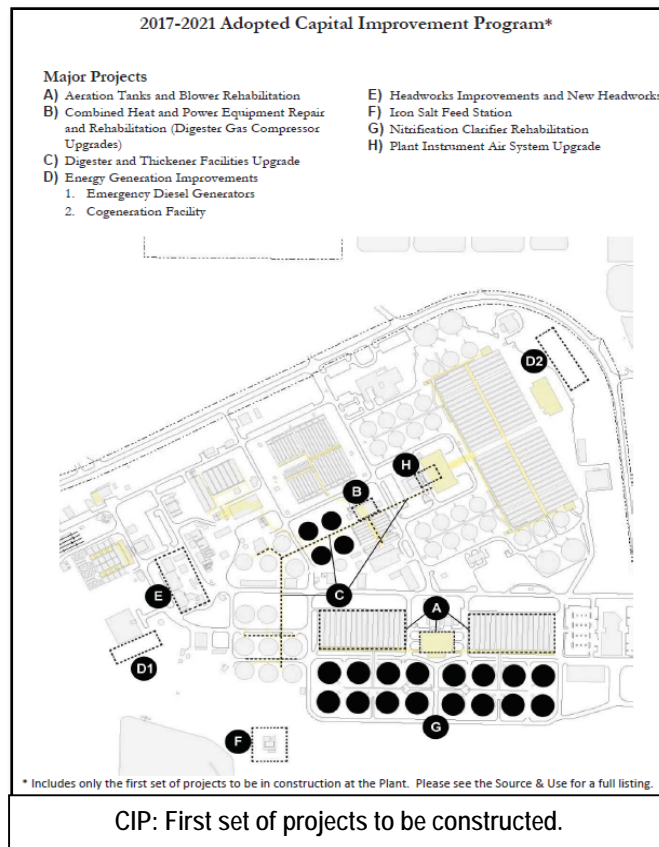 2017-2021 Adopted Capital Improvement Program*
Major Projects
A) Aeration Tanks and Blower Rehabilitation
B) Combined Heat and Power Equipment Repair
and Rehabilitation (Digester Gas Compressor
Upgrades)
C) Digester and Thickener Facilities Upgrade
D) Energy Generation Improvements
1. Emergency Diesel Generators
2. Cogeneration Facility
E) Headworks Improvements and New Headworks
F) Iron Salt Feed Station
G) Nitrification Clarifier Rehabilitation
H) Plant Instrument Air System Upgrade
D2
H
B
E
C
A
D1
G
F
* Includes only the first set of projects to be in construction at the Plant. Please see the Source & Use for a full listing.
CIP: First set of projects to be constructed.